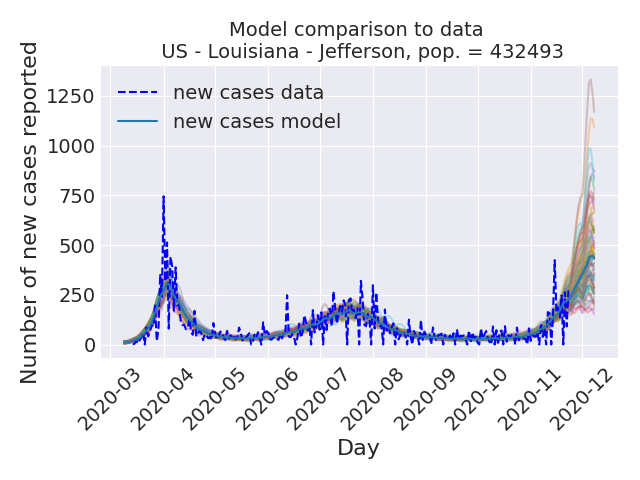 Model comparison to data
US - Louisiana - Jefferson, pop. = 432493
Number of new cases reported
1250
1000
750
500
250
0
new cases data
new cases model
2020-03
2020-04
2020-05
2020-06
2020-07
2020-08
2020-09
2020-10
2020-11
2020-12
Day